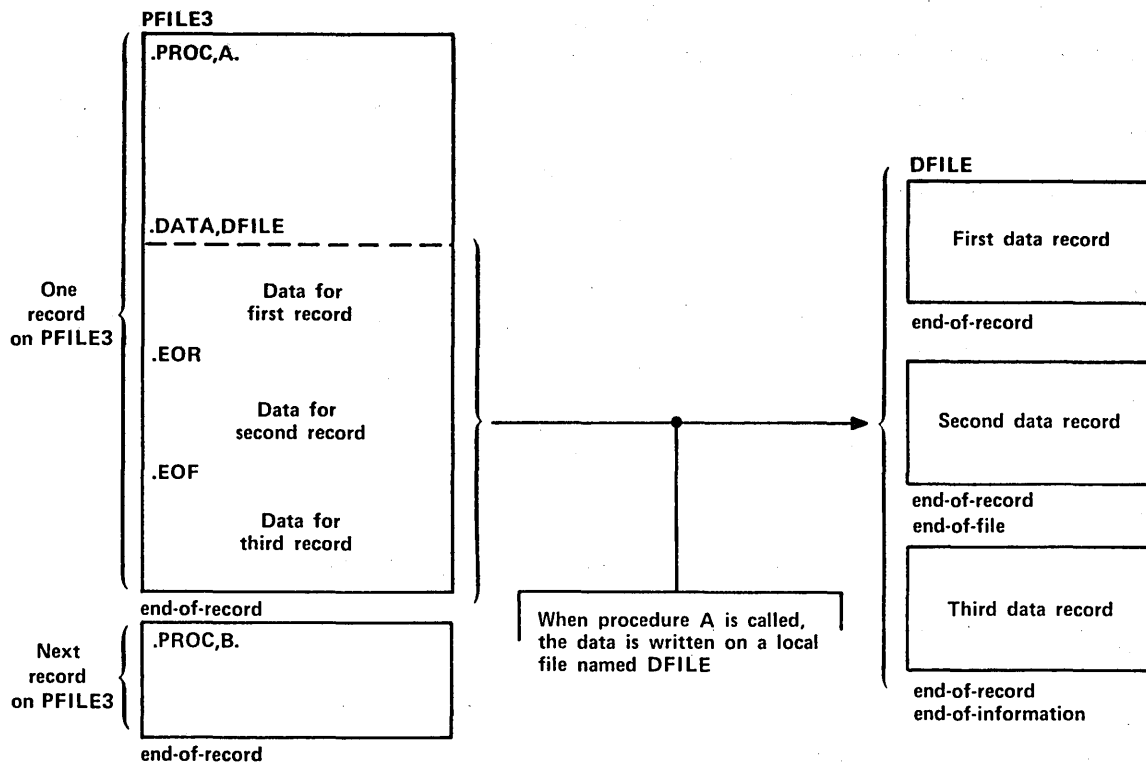 PFILE3
.PROC,A.
.DATA,DFILE
One
record
on PFILE3
Data for
first record
.EOR
Data for
second record
.EOF
Data for
third record
end-of-record
Next
record
on PFILE3
.PROC,B.
end-of-record
When procedure A is called,
the data is written on a local
file named DFILE
DFILE
First data record
end-of-record
Second data record
end-of-record
end-of-file
Third data record
end-of-record
end-of-information